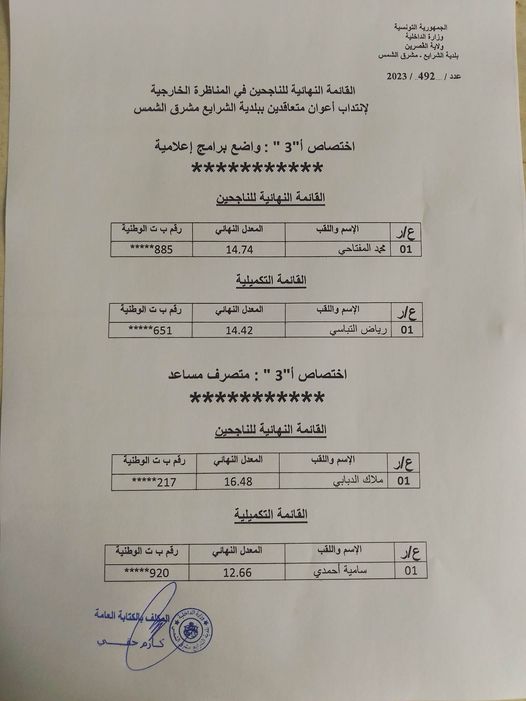 الجمهورية التونسية
وزارة الداخلية
ولاية القصرين
بلدية الشرايع - مشرق الشمس
عدد /...492 ../ 2023
القائمة النهائية للناجحين في المناظرة الخارجية
لإنتداب أعوان متعاقدين ببلدية الشرايع مشرق الشمس
اختصاص أ"3 " : واضع برامج إعلامية
***********
القائمة النهائية للناجحين
ع/ر الإسم واللقب المعدل النهائي رقم ب ت الوطنية
01 محمد المفتاحي 14.74 885*****
القائمة التكميلية
ع/ر الإسم واللقب المعدل النهائي رقم ب ت الوطنية
01 رياض التباسي 14.42 651*****
اختصاص أ"3 " : متصرف مساعد
***********
القائمة النهائية للناجحين
ع/ر الإسم واللقب المعدل النهائي رقم ب ت الوطنية
01 ملاك الدبابي 16.48 217*****
القائمة التكميلية
ع/ر الإسم واللقب المعدل النهائي رقم ب ت الوطنية
01 سامية أحمدي 12.66 920*****
المكلف بالكتابة العامة
وزارة الداخلية